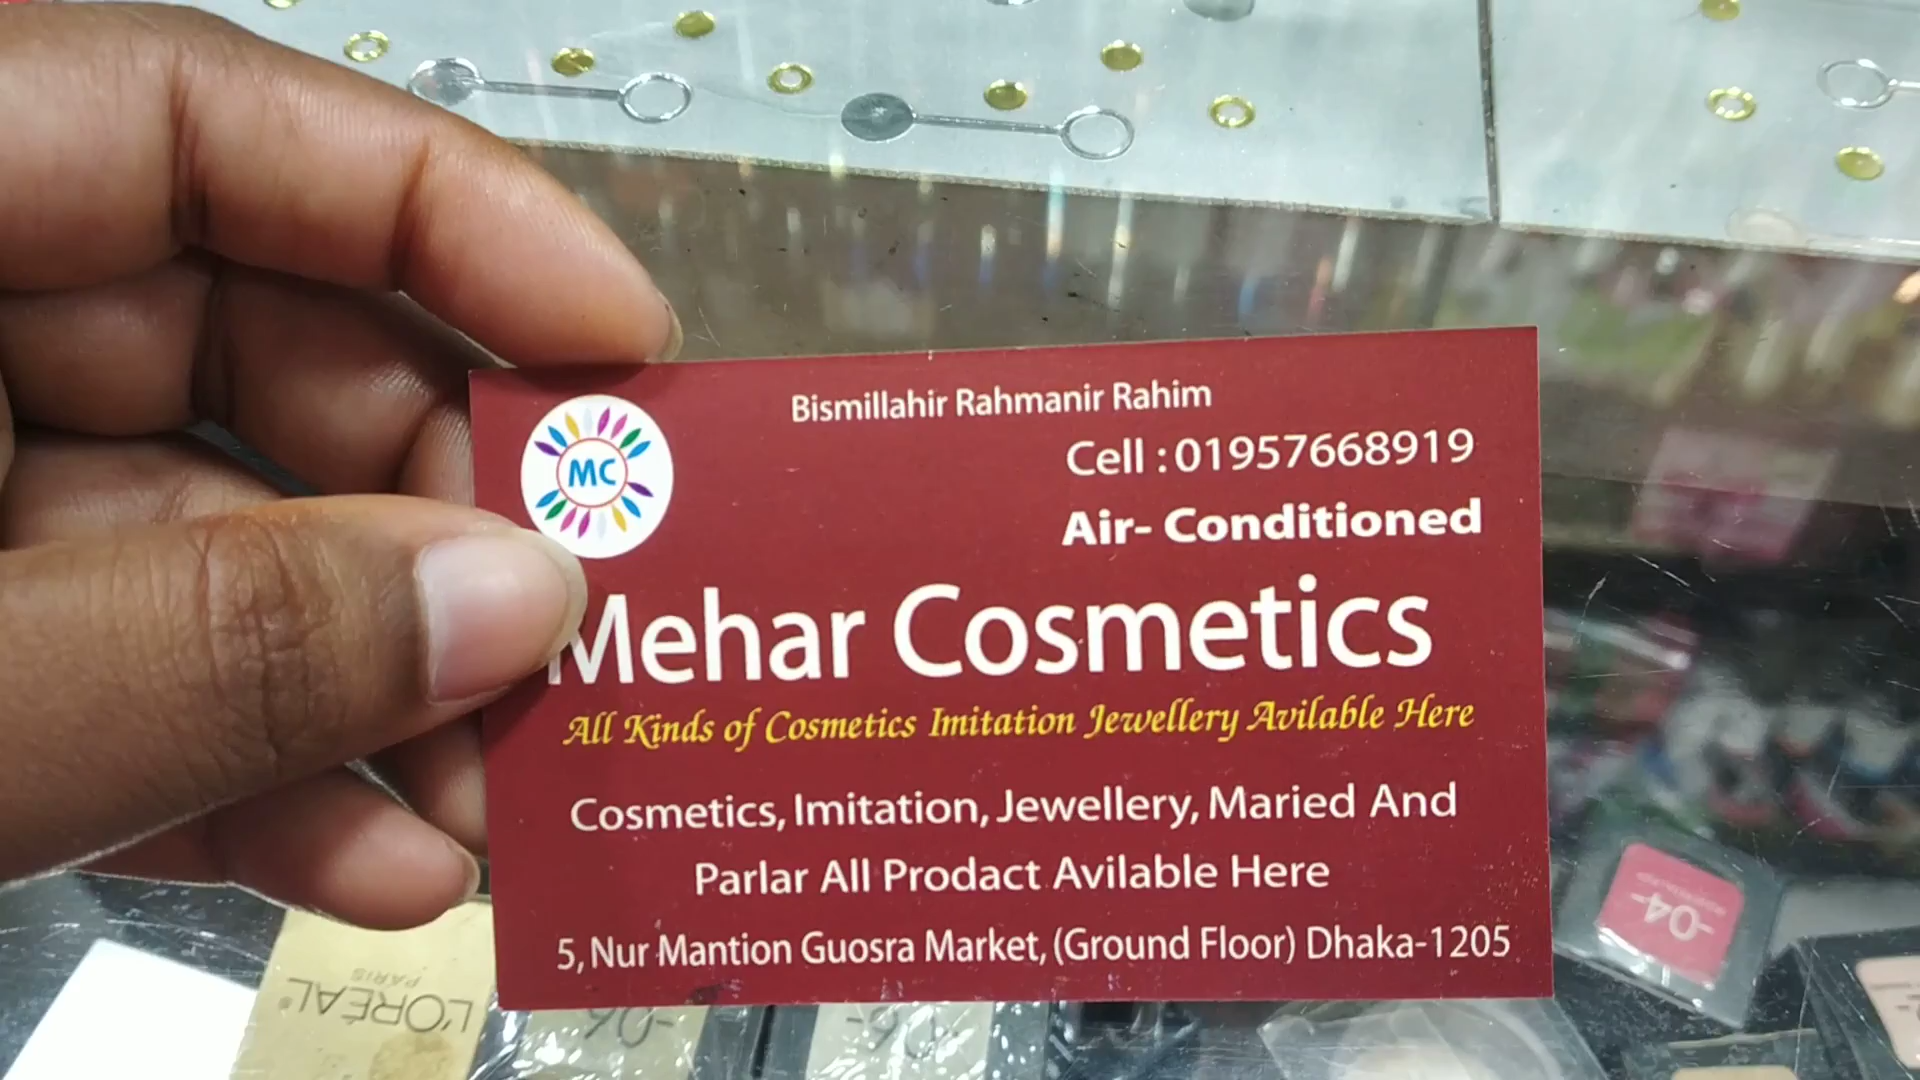 Bismillahir Rahmanir Rahim
MC
Cell : 01957668919
Air- Conditioned
Mehar Cosmetics
All Kinds of Cosmetics Imitation Jewellery Avilable Here
Cosmetics, Imitation, Jewellery, Maried And
Parlar All Prodact Avilable Here
5, Nur Mantion Guosra Market, (Ground Floor) Dhaka-1205
-04-
L'ORÉAL
PARIS
-06-
-06-